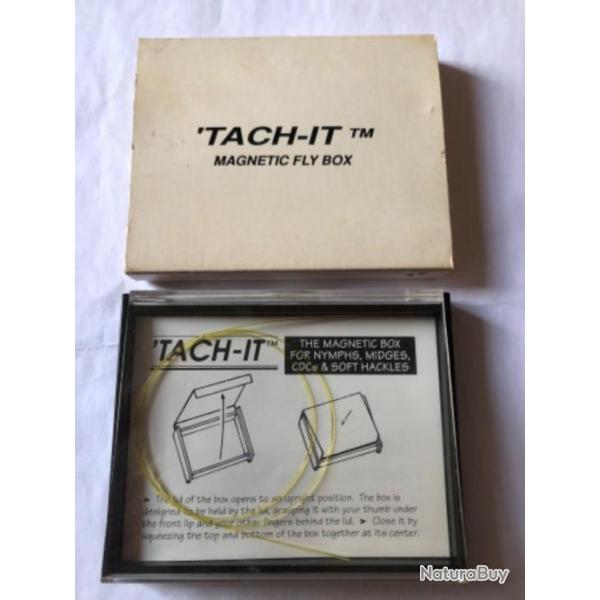 'TACH-IT ™
MAGNETIC FLY BOX
'TACH-IT™
THE MAGNETIC BOX
FOR NYMPHS, MIDGES,
CDCs & SOFT HACKLES
➤ The lid of the box opens to an upright position. The box is
designed to be held by the lid, grasping it with your thumb under
the front lip and your other fingers behind the lid. ➤ Close it by
squeezing the top and bottom of the box together at its center.
NaturaBuy